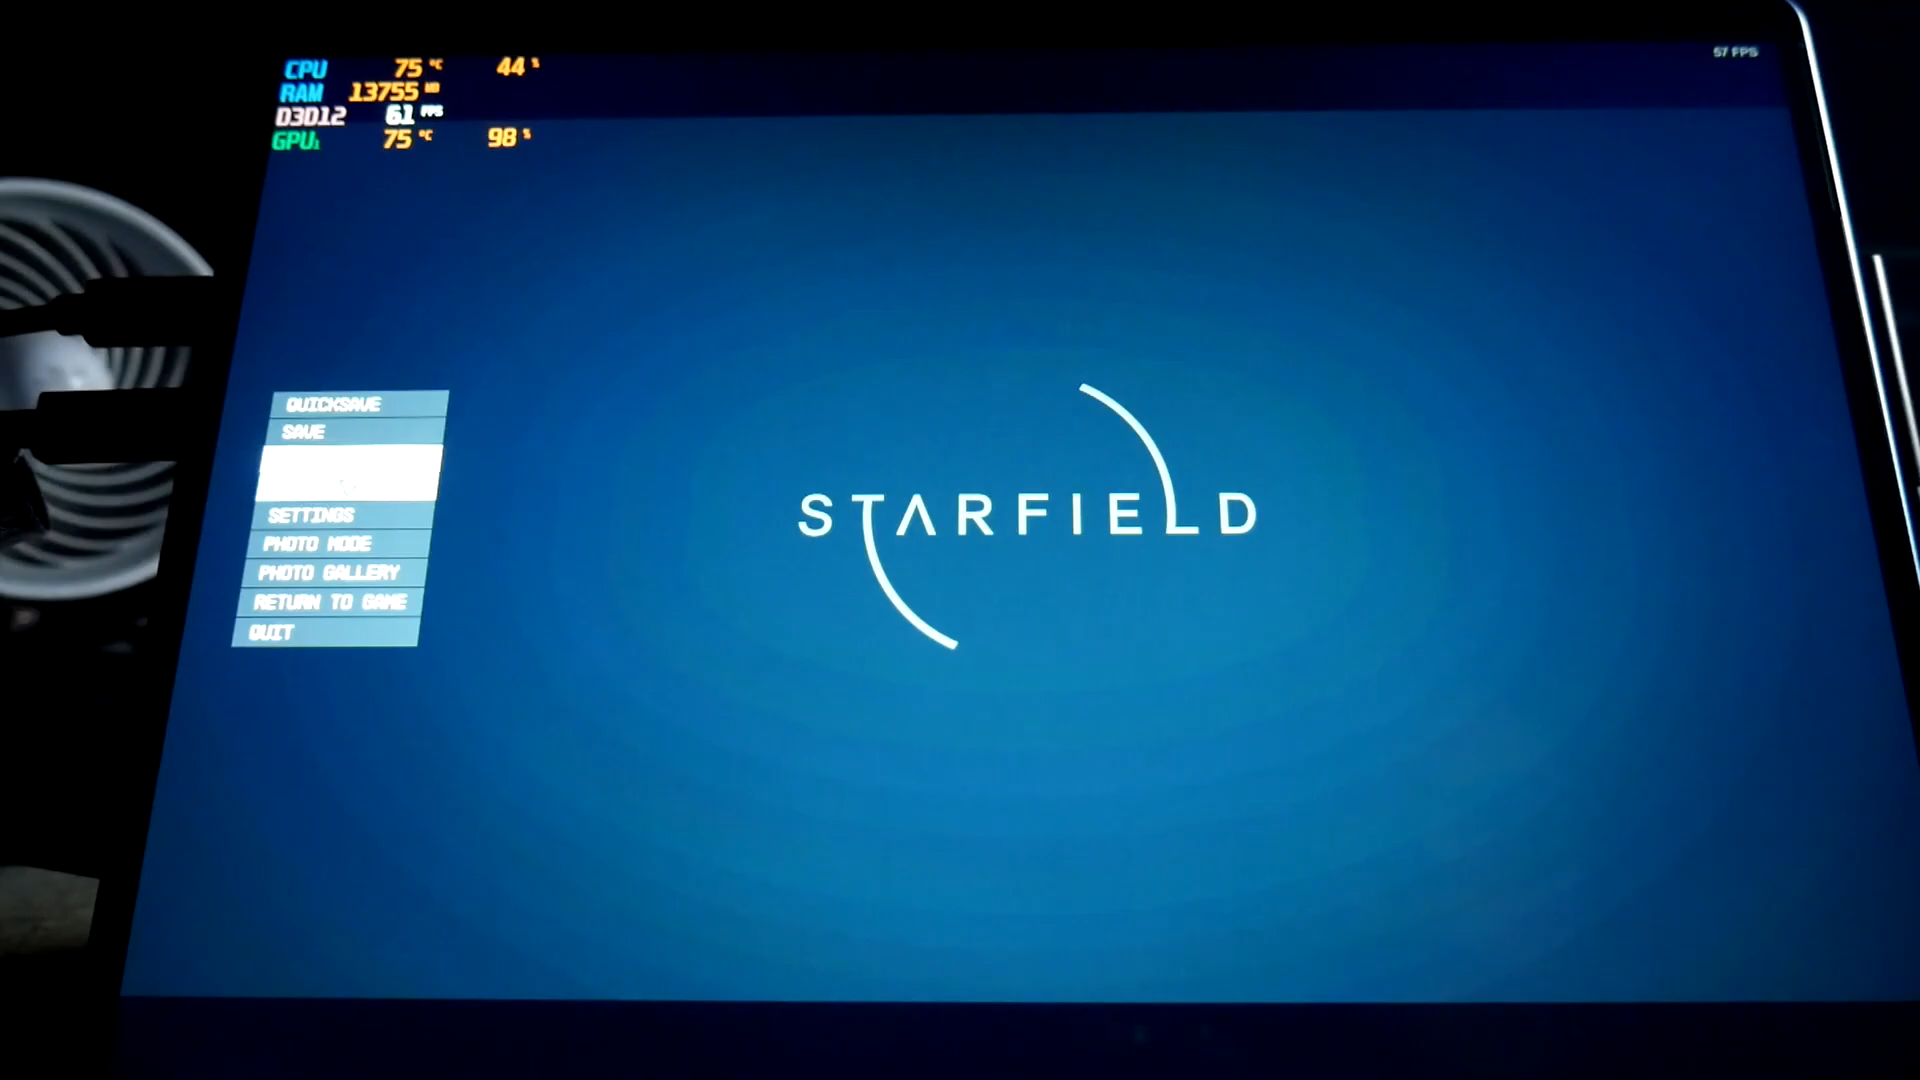 CPU 75 °C 44 %
57 FPS
RAM 13755 MB
D3D12 61 FPS
GPU1 75 °C 98 %
QUICKSAVE
SAVE
SETTINGS
PHOTO MODE
PHOTO GALLERY
RETURN TO GAME
QUIT
STARFIELD